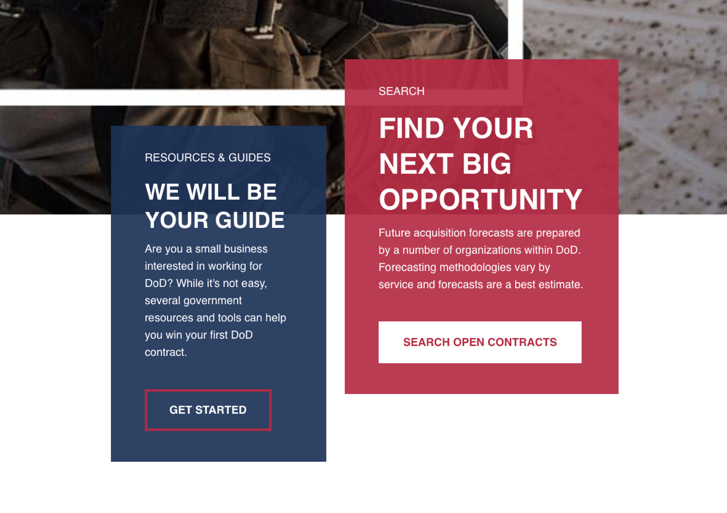 RESOURCES & GUIDES
WE WILL BE
YOUR GUIDE
Are you a small business
interested in working for
DoD? While it's not easy,
several government
resources and tools can help
you win your first DoD
contract.
GET STARTED
SEARCH
FIND YOUR
NEXT BIG
OPPORTUNITY
Future acquisition forecasts are prepared
by a number of organizations within DoD.
Forecasting methodologies vary by
service and forecasts are a best estimate.
SEARCH OPEN CONTRACTS